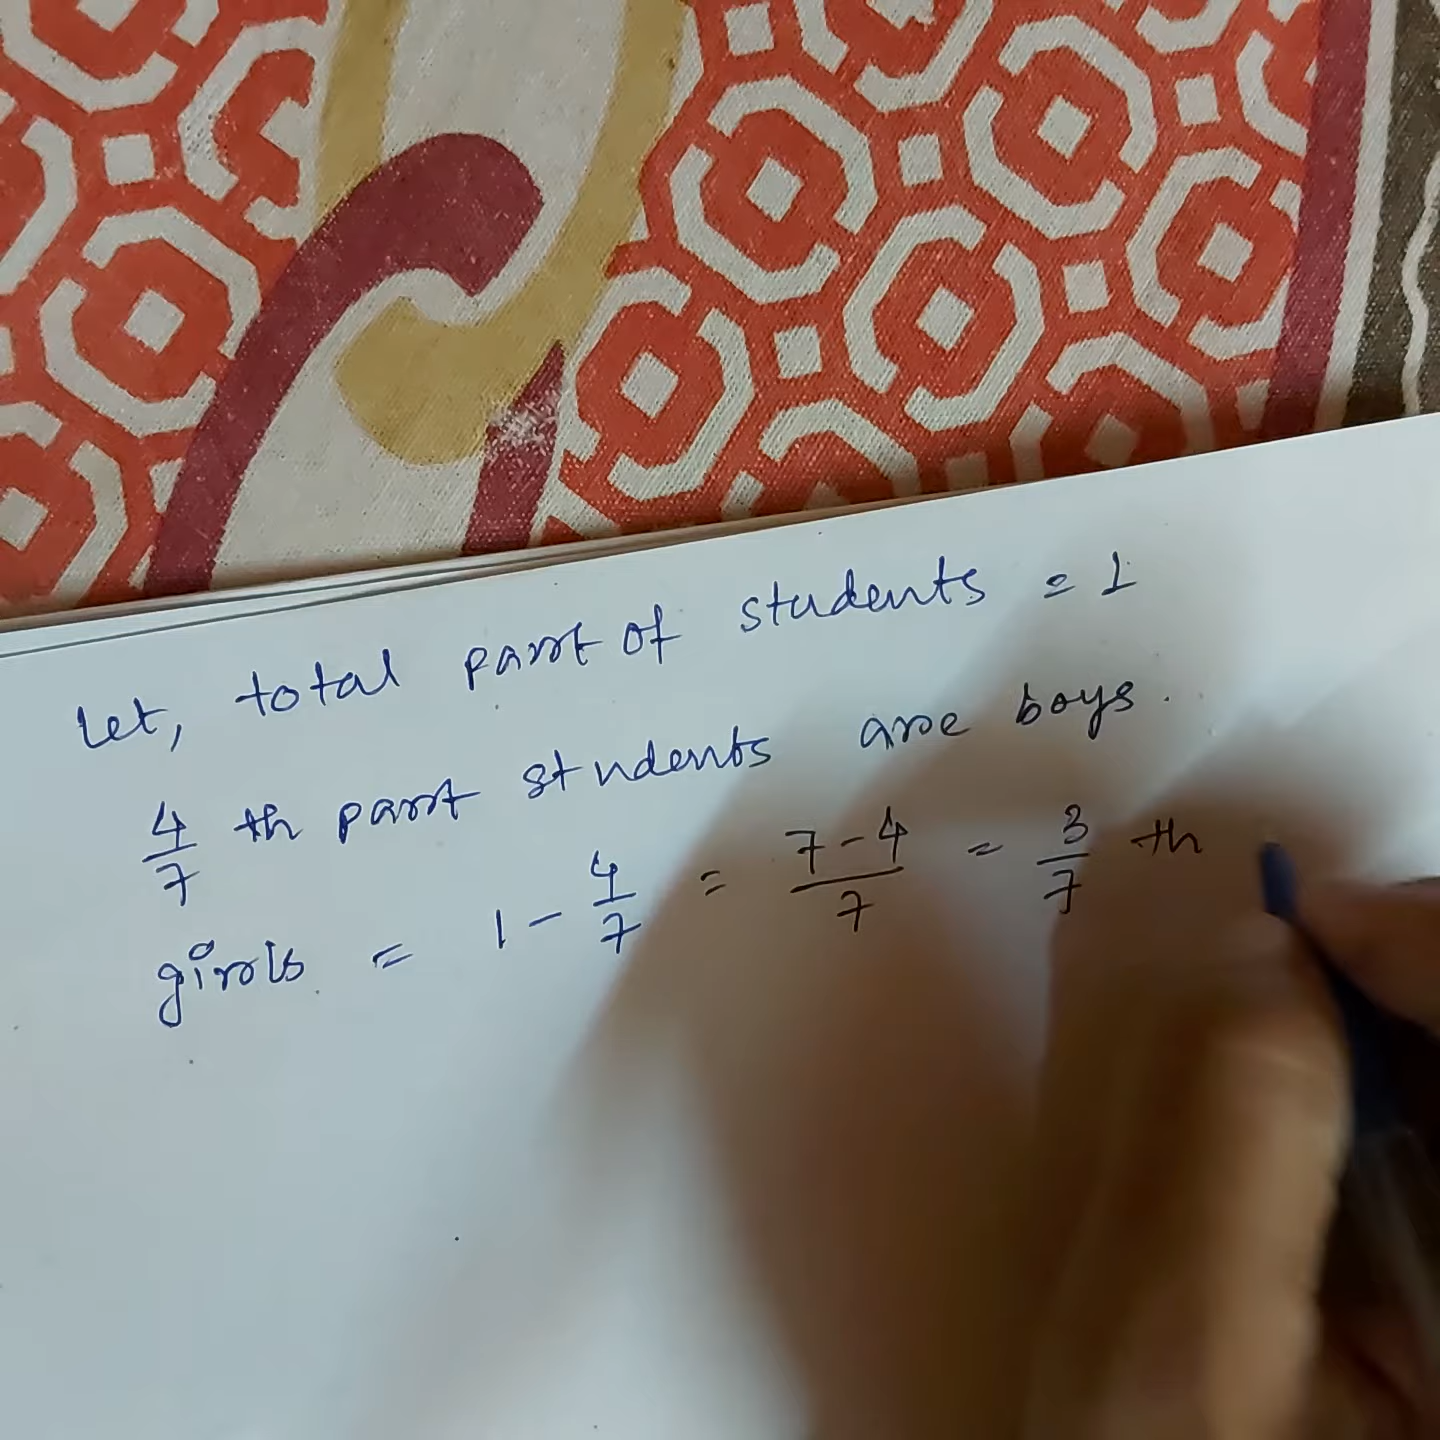 Let, total part of students = 1
4/7 th part students are boys.
girls = 1 - 4/7 = 7-4/7 = 3/7 th